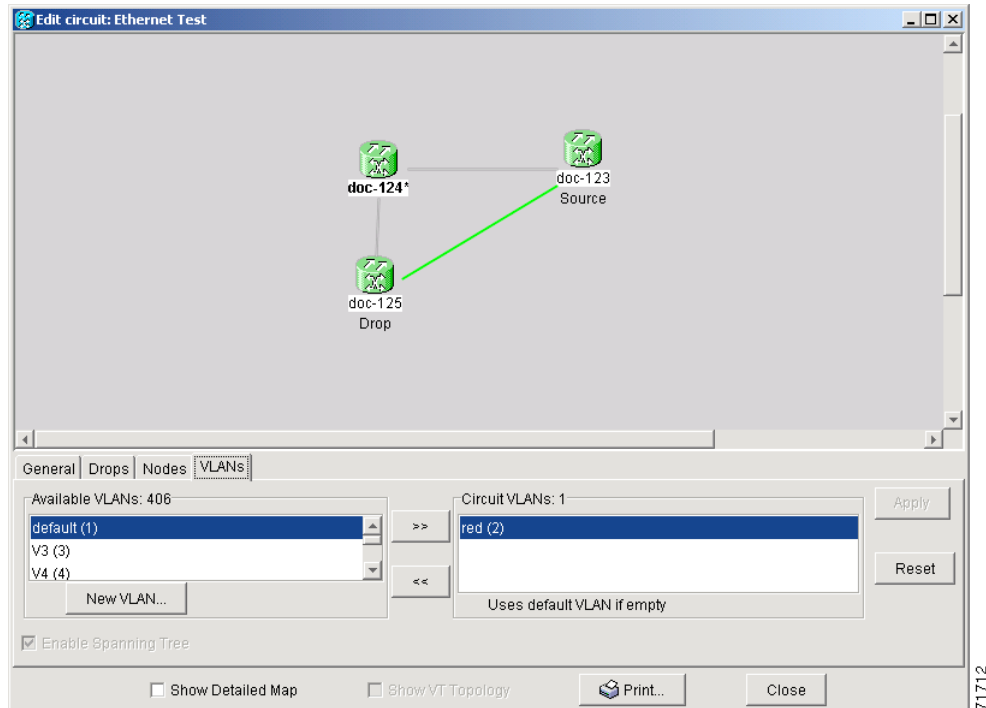 Edit circuit: Ethernet Test
doc-124*
doc-123
Source
doc-125
Drop
General Drops Nodes VLANs
Available VLANs: 406
default (1)
V3 (3)
V4 (4)
New VLAN...
>>
<<
Circuit VLANs: 1
red (2)
Uses default VLAN if empty
Apply
Reset
Enable Spanning Tree
Show Detailed Map
Show VT Topology
Print...
Close
71712